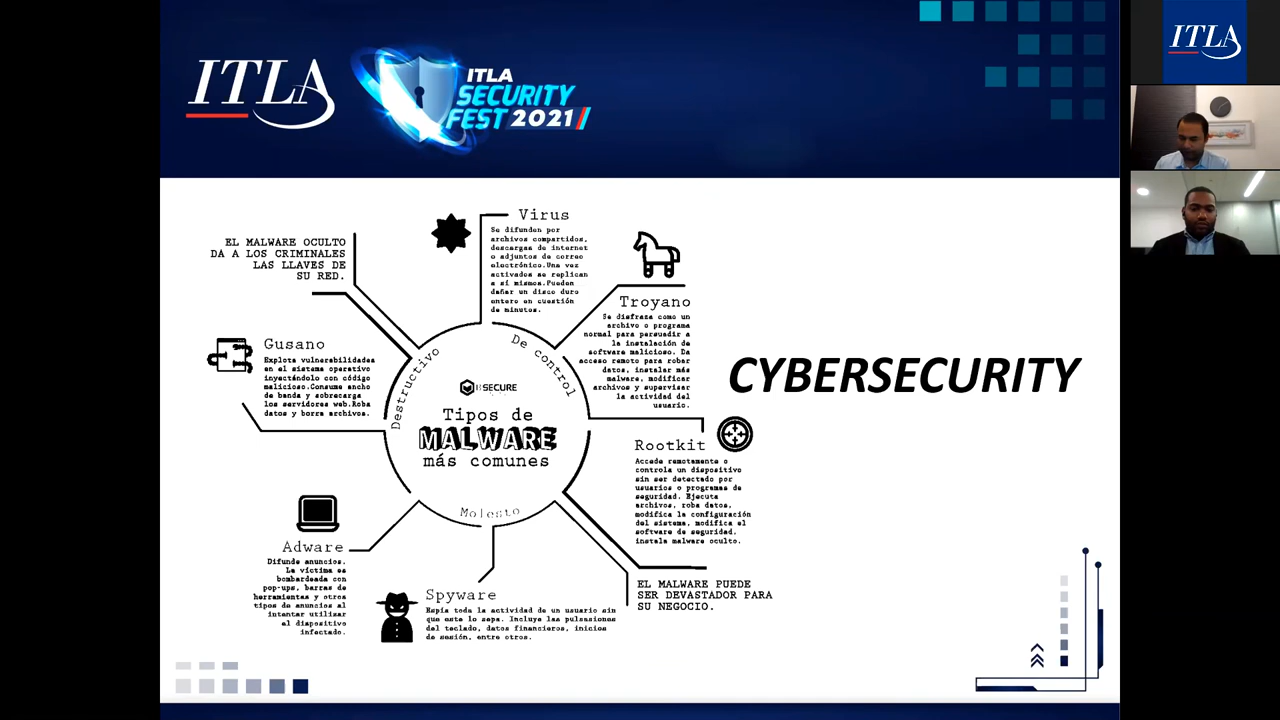 ITLA
ITLA
SECURITY
FEST 2021
ITLA
EL MALWARE OCULTO
DA A LOS CRIMINALES
LAS LLAVES DE
SU RED.
Virus
Se difunden por
archivos compartidos,
descargas de internet
o adjuntos de correo
electrónico.Una vez
activados se replican
a sí mismos.Pueden
dañar un disco duro
entero en cuestión
de minutos.
Troyano
Se disfraza como un
archivo o programa
normal para persuadir a
la instalación de
software malicioso. Da
acceso remoto para robar
datos, instalar más
malware, modificar
archivos y supervisar
la actividad del
usuario.
Gusano
Explota vulnerabilidades
en el sistema operativo
inyectándolo con código
malicioso.Consume ancho
de banda y sobrecarga
los servidores web.Roba
datos y borra archivos.
Destructivo
De control
SECURE
Tipos de
MALWARE
más comunes
Molesto
CYBERSECURITY
Rootkit
Accede remotamente o
controla un dispositivo
sin ser detectado por
usuarios o programas de
seguridad. Ejecuta
archivos, roba datos,
modifica la configuración
del sistema, modifica el
software de seguridad,
instala malware oculto.
Adware
Difunde anuncios.
La víctima es
bombardeada con
pop-ups, barras de
herramientas y otros
tipos de anuncios al
intentar utilizar
el dispositivo
infectado.
Spyware
Espía toda la actividad de un usuario sin
que este lo sepa. Incluye las pulsaciones
del teclado, datos financieros, inicios
de sesión, entre otros.
EL MALWARE PUEDE
SER DEVASTADOR PARA
SU NEGOCIO.